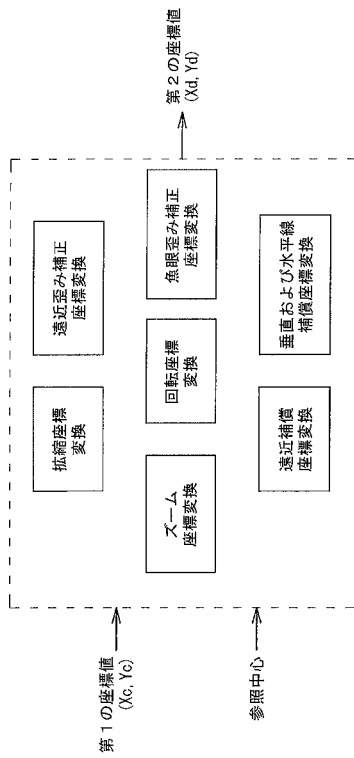 第1の座標値
(Xc, Yc)
参照中心
拡縮座標
変換
遠近歪み補正
座標変換
ズーム
座標変換
回転座標
変換
魚眼歪み補正
座標変換
遠近補償
座標変換
垂直および水平線
補償座標変換
第2の座標値
(Xd, Yd)